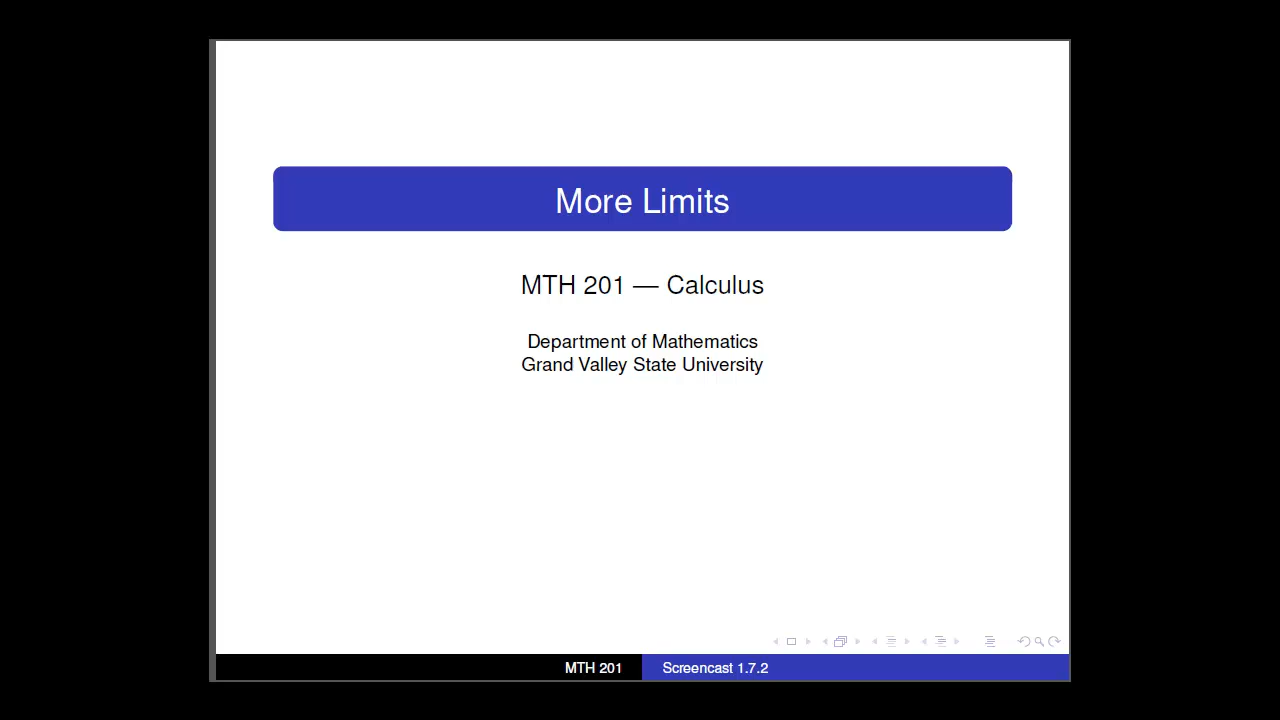 More Limits
MTH 201 — Calculus
Department of Mathematics
Grand Valley State University
MTH 201
Screencast 1.7.2